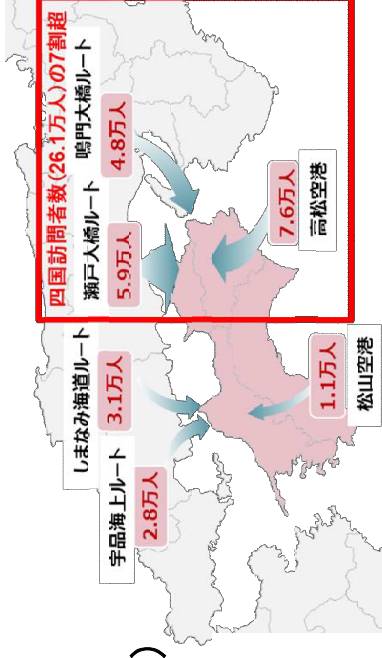 四国訪問者数(26.1万人)の7割超
鳴門大橋ルート
4.8万人
瀬戸大橋ルート
5.9万人
しまなみ海道ルート
3.1万人
宇品海上ルート
2.8万人
7.6万人
高松空港
1.1万人
松山空港